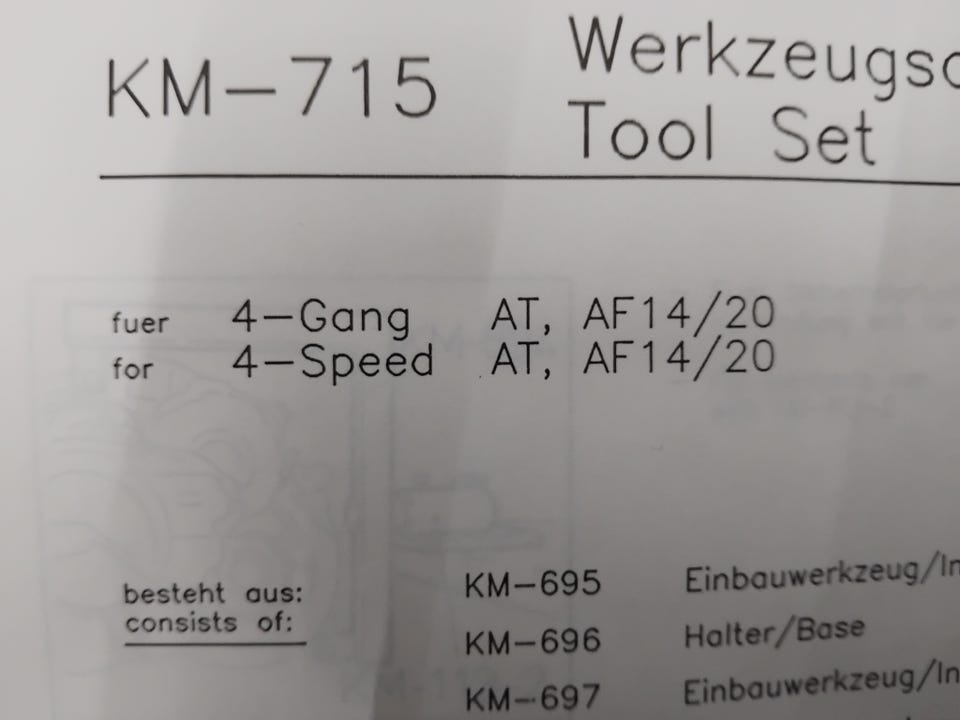 KM-715 Werkzeugsc
Tool Set
fuer 4-Gang AT, AF14/20
for 4-Speed AT, AF14/20
besteht aus: KM-695 Einbauwerkzeug/In
consists of: KM-696 Halter/Base
KM-697 Einbauwerkzeug/In